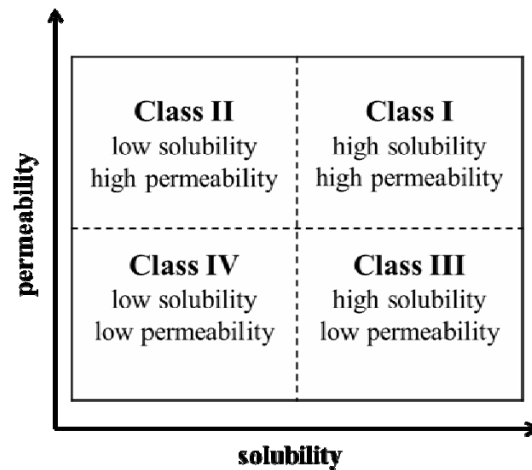 permeability
Class II
low solubility
high permeability
Class I
high solubility
high permeability
Class IV
low solubility
low permeability
Class III
high solubility
low permeability
solubility